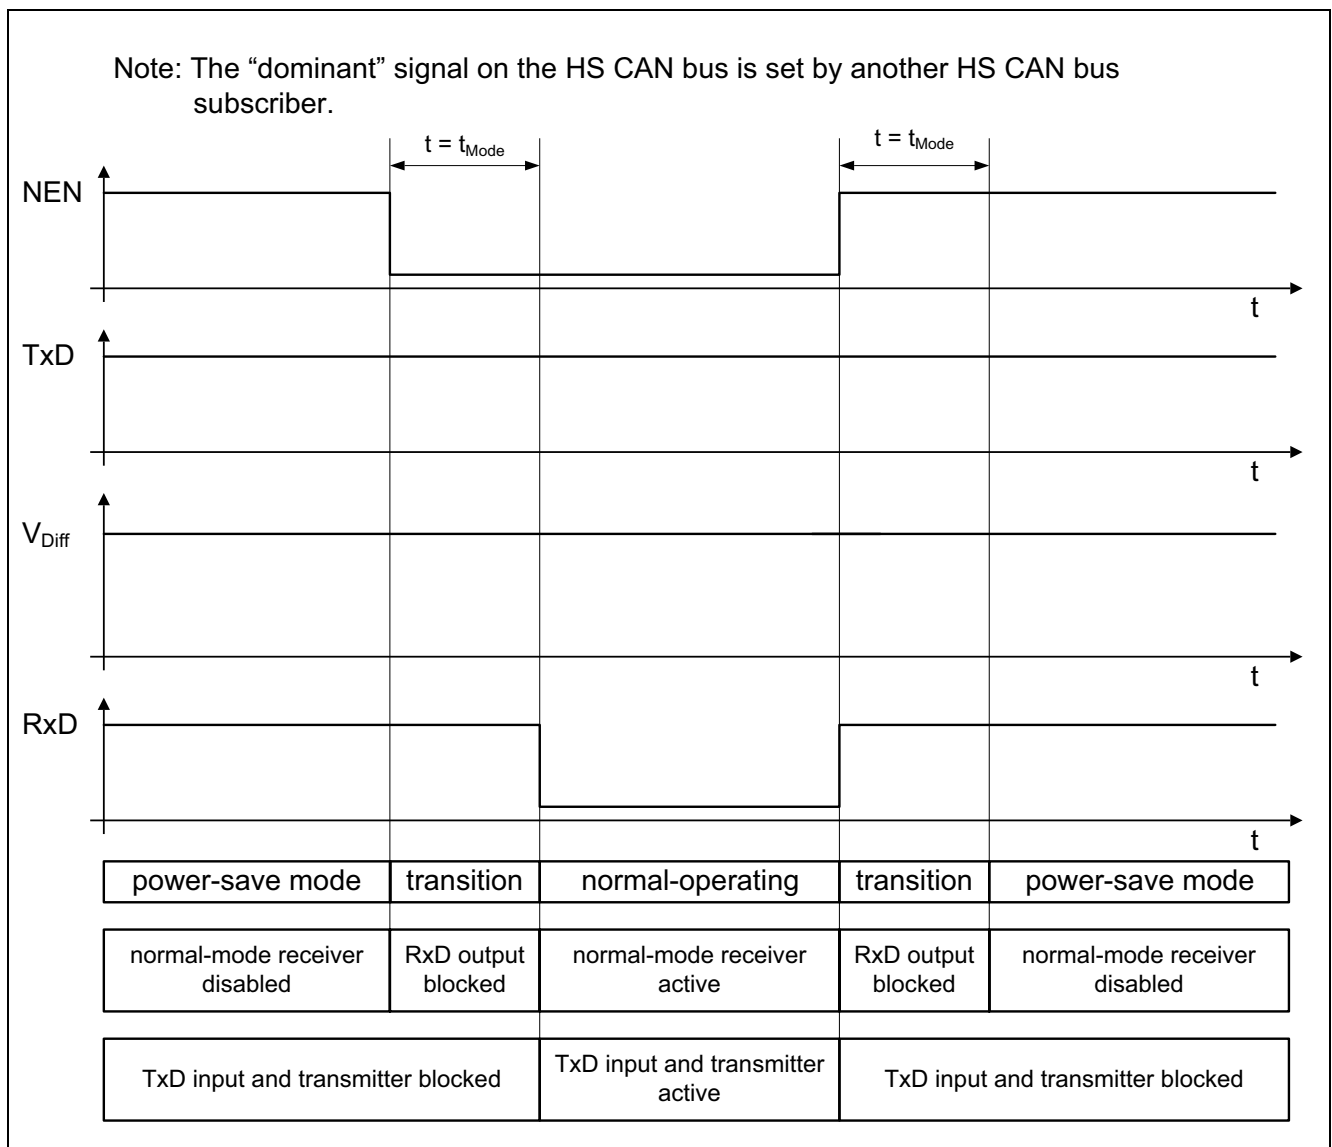 Note: The “dominant” signal on the HS CAN bus is set by another HS CAN bus
subscriber.
t = tMode
t = tMode
NEN
t
TxD
t
VDiff
t
RxD
t
power-save mode
transition
normal-operating
transition
power-save mode
normal-mode receiver
disabled
RxD output
blocked
normal-mode receiver
active
RxD output
blocked
normal-mode receiver
disabled
TxD input and transmitter blocked
TxD input and transmitter
active
TxD input and transmitter blocked